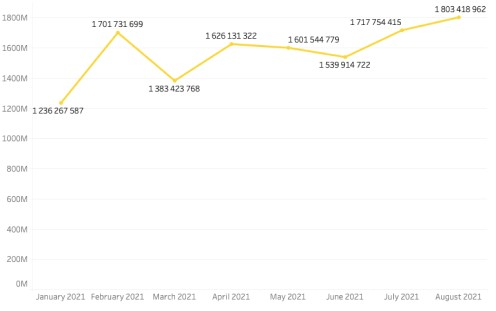 1 803 418 962
1800M
1 701 731 699
1 717 754 415
1 626 131 322
1 601 544 779
1600M
1 539 914 722
1400M
1 383 423 768
1200M
1 236 267 587
1000M
800M
600M
400M
200M
0M
January 2021 February 2021 March 2021 April 2021 May 2021 June 2021 July 2021 August 2021